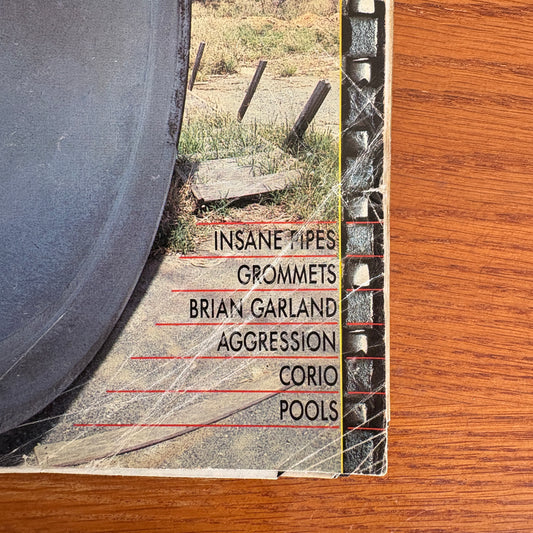 INSANE PIPES
GROMMETS
BRIAN GARLAND
AGGRESSION
CORIO
POOLS